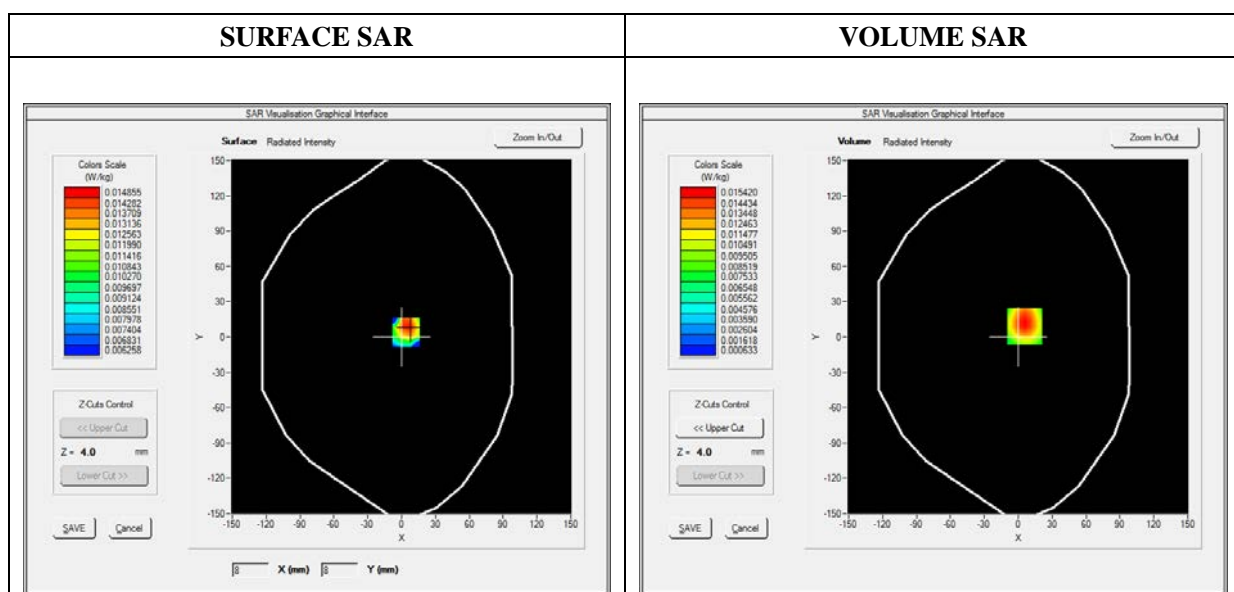 SURFACE SAR
VOLUME SAR
SAR Visualisation Graphical Interface
Surface Radiated Intensity
Zoom In/Out
Colors Scale
(W/kg)
0.014855
0.014282
0.013709
0.013136
0.012563
0.011990
0.011416
0.010843
0.010270
0.009697
0.009124
0.008551
0.007978
0.007404
0.006831
0.006258
Z-Cuts Control
<< Upper Cut
Z = 4.0 mm
Lower Cut >>
SAVE
Cancel
150
120
90
60
30
0
-30
-60
-90
-120
-150
Y
-150 -120 -90 -60 -30 0 30 60 90 120 150
X
8 X (mm) 8 Y (mm)
SAR Visualisation Graphical Interface
Volume Radiated Intensity
Zoom In/Out
Colors Scale
(W/kg)
0.015420
0.014434
0.013448
0.012463
0.011477
0.010491
0.009505
0.008519
0.007533
0.006548
0.005562
0.004576
0.003590
0.002604
0.001618
0.000633
Z-Cuts Control
<< Upper Cut
Z = 4.0 mm
Lower Cut >>
SAVE
Cancel
150
120
90
60
30
0
-30
-60
-90
-120
-150
Y
-150 -120 -90 -60 -30 0 30 60 90 120 150
X